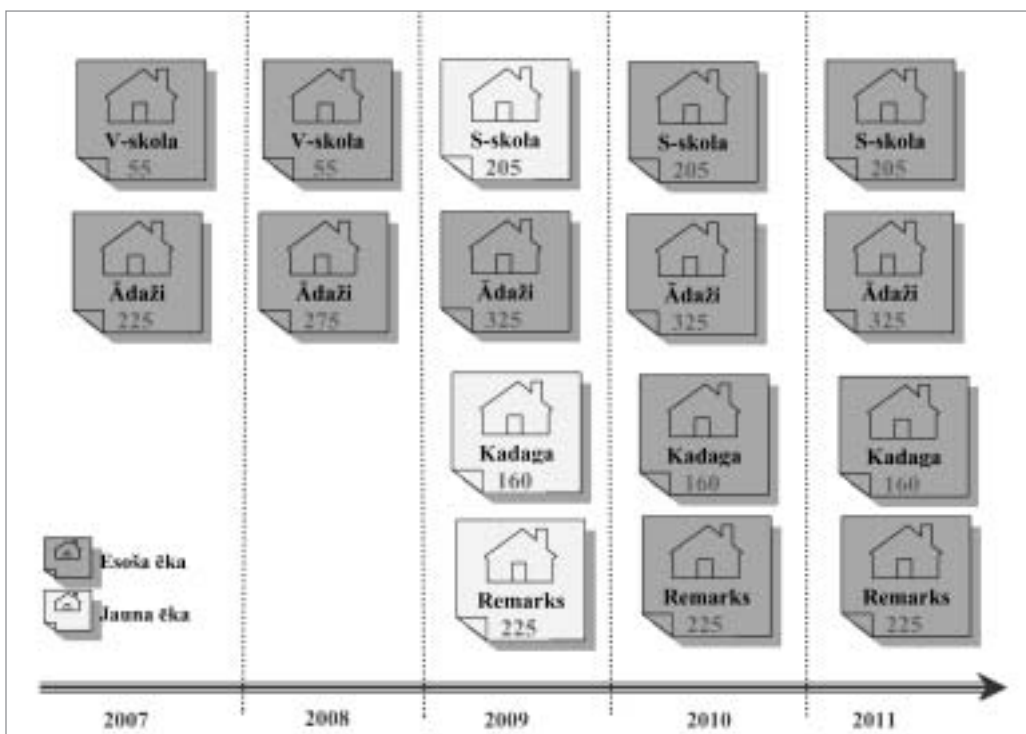 V-skola
55
V-skola
55
S-skola
205
S-skola
205
S-skola
205
Ādaži
225
Ādaži
275
Ādaži
325
Ādaži
325
Ādaži
325
Kadaga
160
Kadaga
160
Kadaga
160
Remarks
225
Remarks
225
Remarks
225
Esoša ēka
Jauna ēka
2007 2008 2009 2010 2011